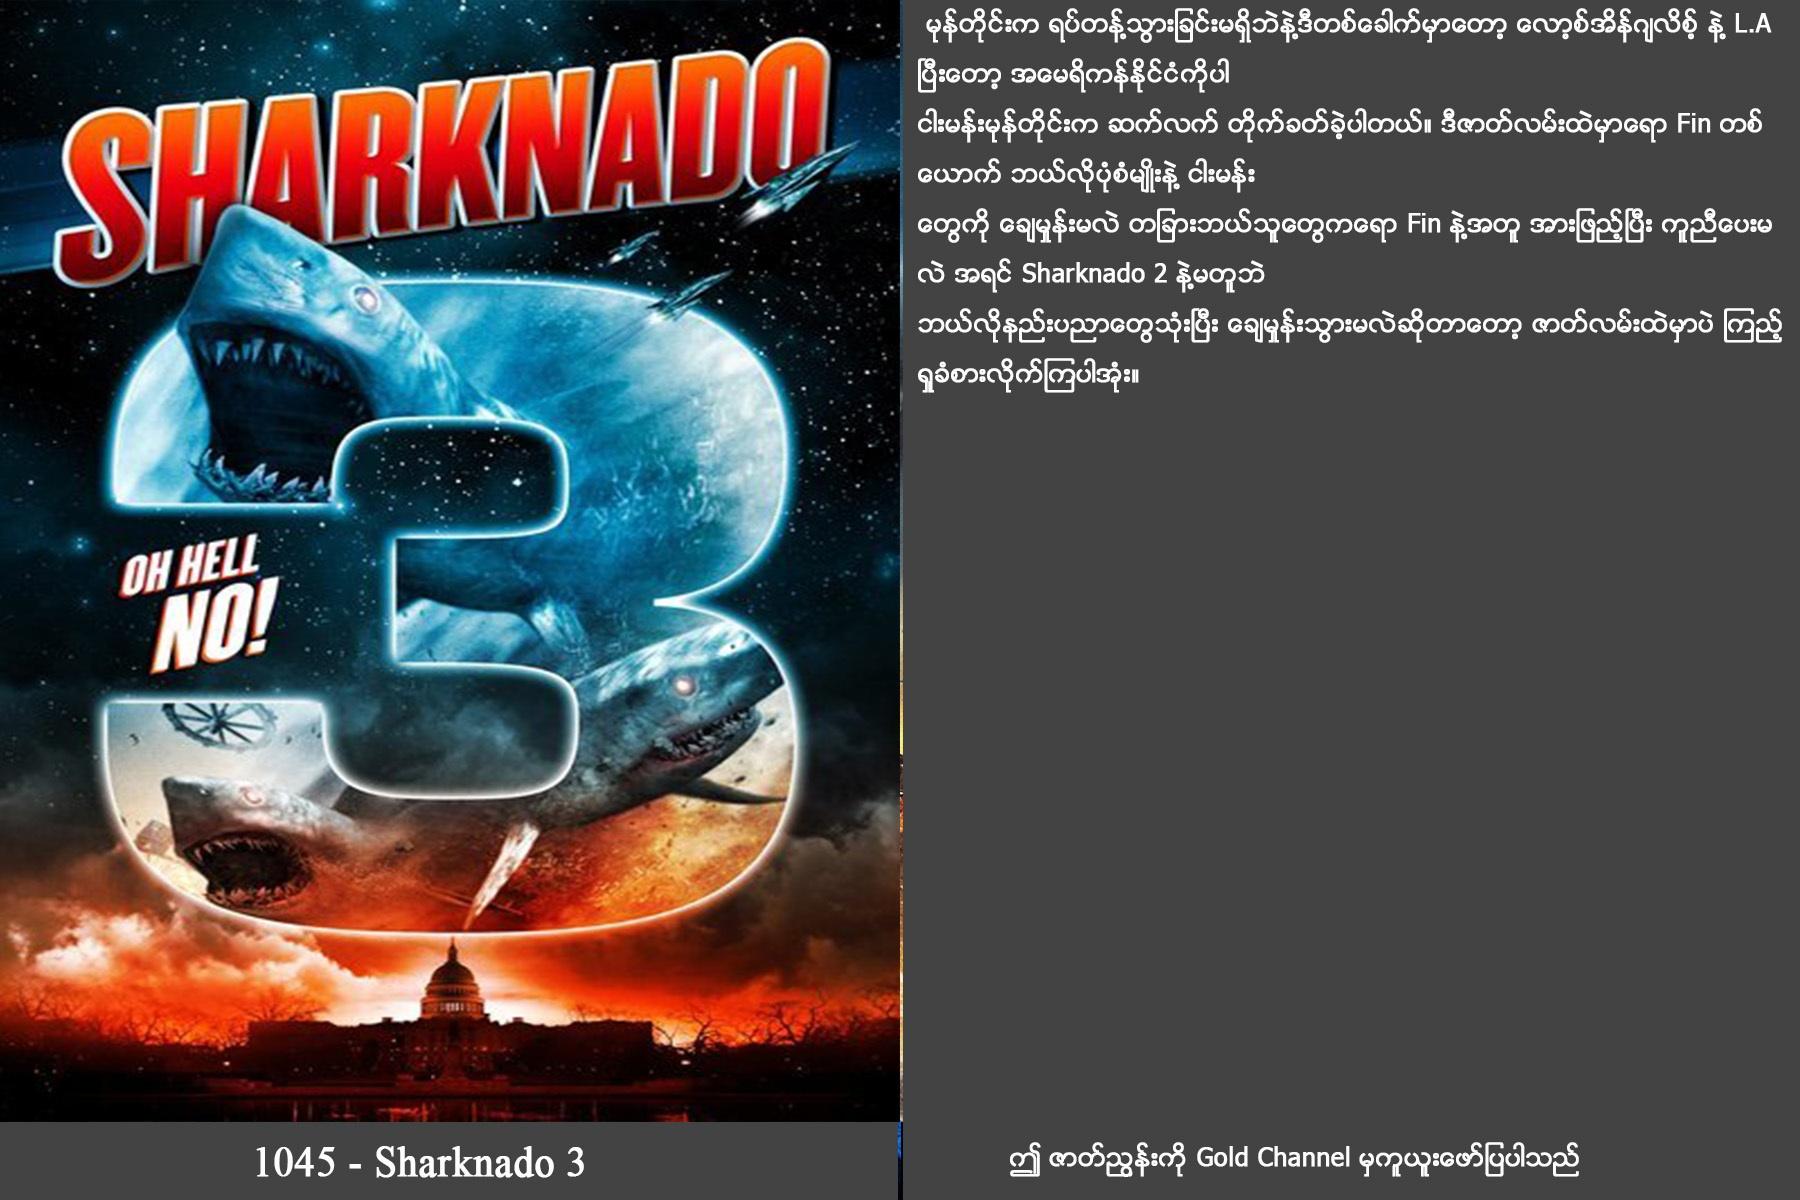 SHARKNADO
3
OH HELL
NO!
1045 - Sharknado 3
မုန်တိုင်းက ရပ်တန့်သွားခြင်းမရှိဘဲနဲ့ဒီတစ်ခေါက်မှာတော့ လော့စ်အိန်ဂျလိစ့် နဲ့ L.A
ပြီးတော့ အမေရိကန်နိုင်ငံကိုပါ
ငါးမန်းမုန်တိုင်းက ဆက်လက် တိုက်ခတ်ခဲ့ပါတယ်။ ဒီဇာတ်လမ်းထဲမှာရော Fin တစ်
ယောက် ဘယ်လိုပုံစံမျိုးနဲ့ ငါးမန်း
တွေကို ချေမှုန်းမလဲ တခြားဘယ်သူတွေကရော Fin နဲ့အတူ အားဖြည့်ပြီး ကူညီပေးမ
လဲ အရင် Sharknado 2 နဲ့မတူဘဲ
ဘယ်လိုနည်းပညာတွေသုံးပြီး ချေမှုန်းသွားမလဲဆိုတာတော့ ဇာတ်လမ်းထဲမှာပဲ ကြည့်
ရှုခံစားလိုက်ကြပါအုံး။
ဤ ဇာတ်ညွှန်းကို Gold Channel မှကူယူးဖော်ပြပါသည်